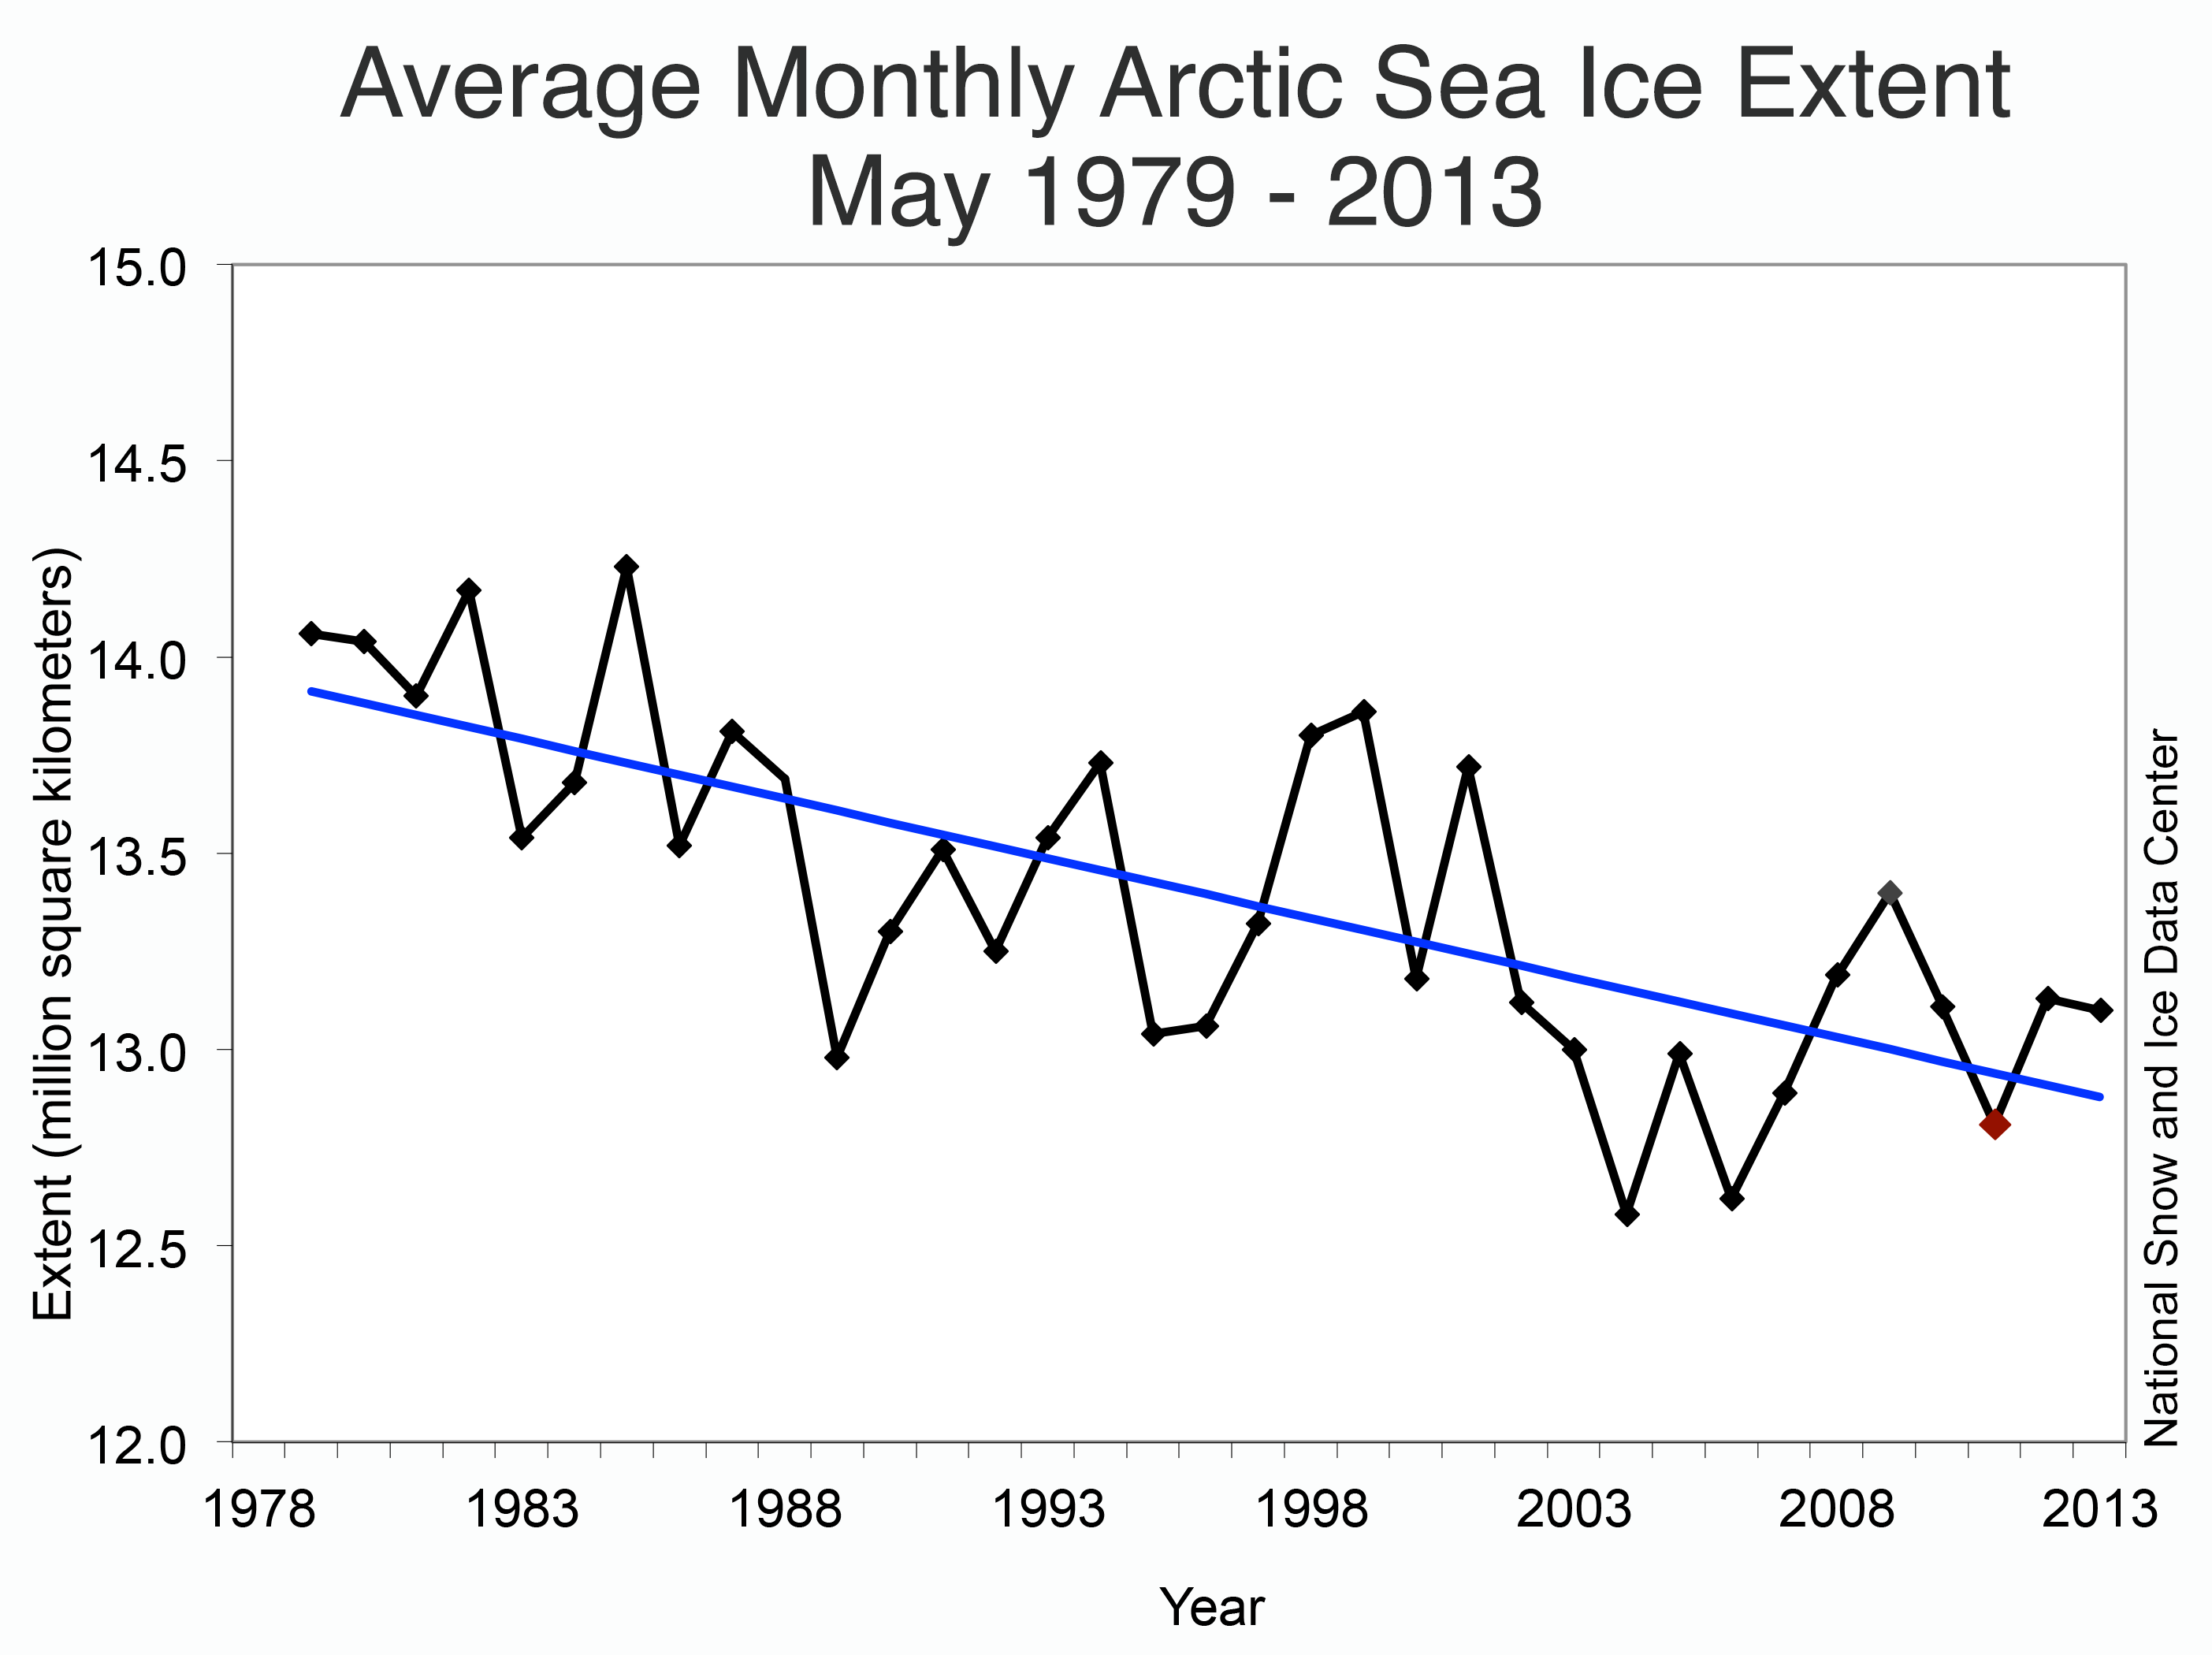 Average Monthly Arctic Sea Ice Extent
May 1979 - 2013
15.0
14.5
14.0
13.5
13.0
12.5
12.0
Extent (million square kilometers)
1978 1983 1988 1993 1998 2003 2008 2013
Year
National Snow and Ice Data Center